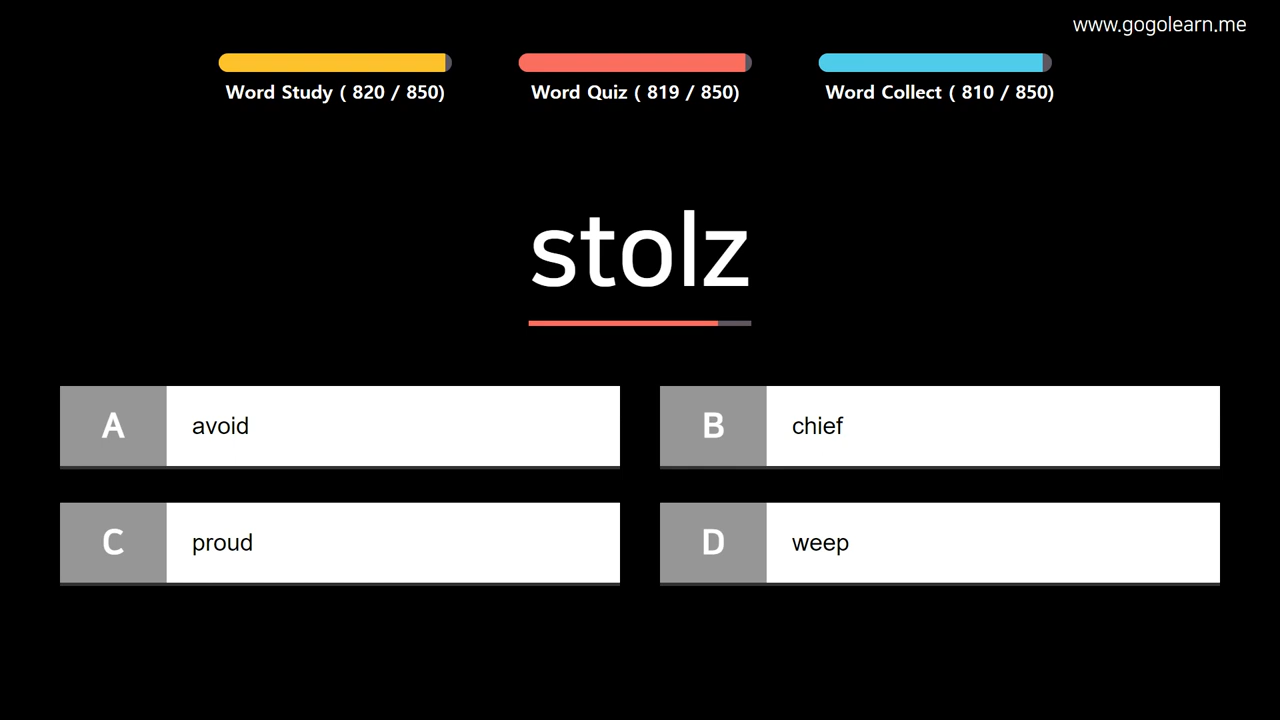 www.gogolearn.me
Word Study ( 820 / 850)
Word Quiz ( 819 / 850)
Word Collect ( 810 / 850)
stolz
A avoid
B chief
C proud
D weep